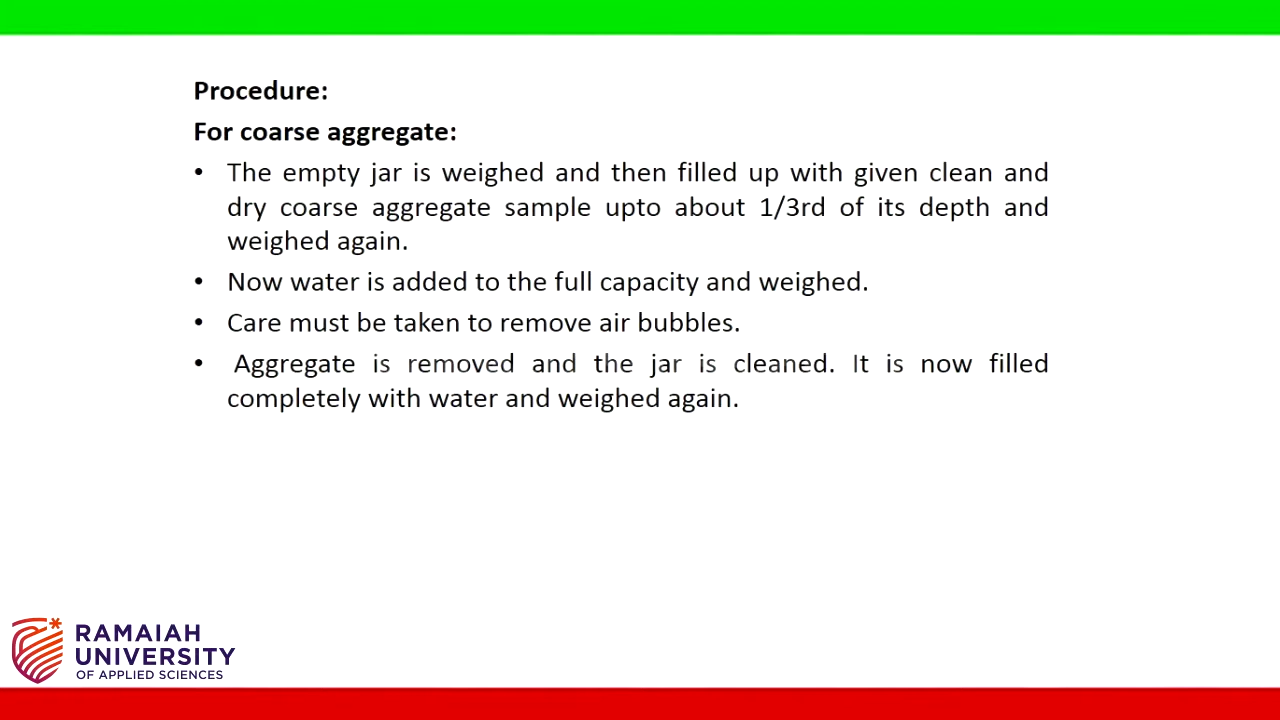 Procedure:
For coarse aggregate:
• The empty jar is weighed and then filled up with given clean and
dry coarse aggregate sample upto about 1/3rd of its depth and
weighed again.
• Now water is added to the full capacity and weighed.
• Care must be taken to remove air bubbles.
• Aggregate is removed and the jar is cleaned. It is now filled
completely with water and weighed again.
RAMAIAH
UNIVERSITY
OF APPLIED SCIENCES